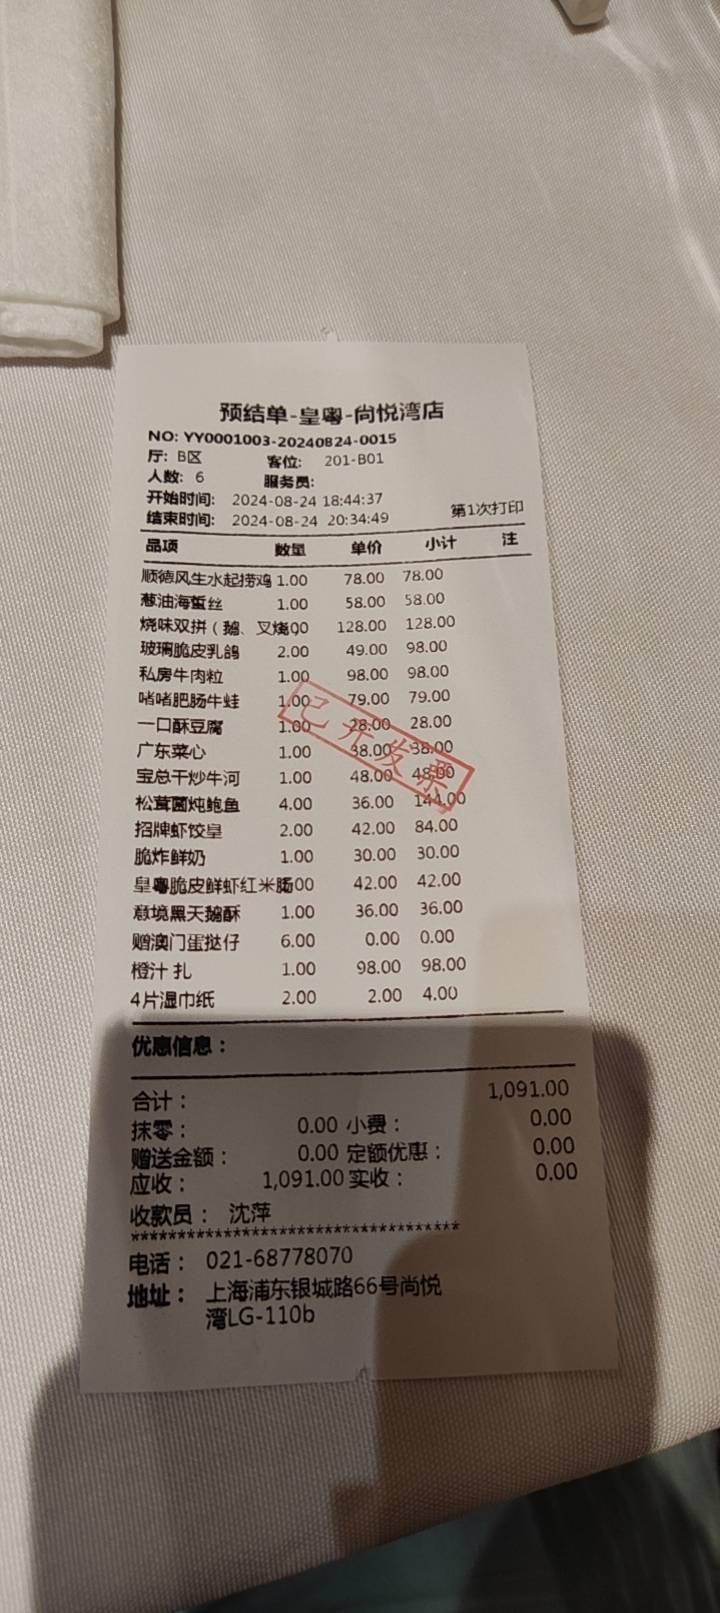 预结单-皇粤-尚悦湾店
NO: YY0001003-20240824-0015
厅: B区 客位: 201-B01
人数: 6 服务员:
开始时间: 2024-08-24 18:44:37
结束时间: 2024-08-24 20:34:49 第1次打印
品项 数量 单价 小计 注
顺德风生水起捞鸡 1.00 78.00 78.00
葱油海蜇丝 1.00 58.00 58.00
烧味双拼（鹅、叉烧 00 128.00 128.00
玻璃脆皮乳鸽 2.00 49.00 98.00
私房牛肉粒 1.00 98.00 98.00
啫啫肥肠牛蛙 1.00 79.00 79.00
一口酥豆腐 1.00 28.00 28.00
广东菜心 1.00 38.00 38.00
宝总干炒牛河 1.00 48.00 48.00
松茸菌炖鲍鱼 4.00 36.00 144.00
招牌虾饺皇 2.00 42.00 84.00
脆炸鲜奶 1.00 30.00 30.00
皇粤脆皮鲜虾红米肠 00 42.00 42.00
意境黑天鹅酥 1.00 36.00 36.00
赠澳门蛋挞仔 6.00 0.00 0.00
橙汁 扎 1.00 98.00 98.00
4片湿巾纸 2.00 2.00 4.00
已开发票
优惠信息：
合计： 1,091.00
抹零： 0.00 小费： 0.00
赠送金额： 0.00 定额优惠： 0.00
应收： 1,091.00 实收： 0.00
收款员： 沈萍
************************************
电话： 021-68778070
地址： 上海浦东银城路66号尚悦
湾LG-110b